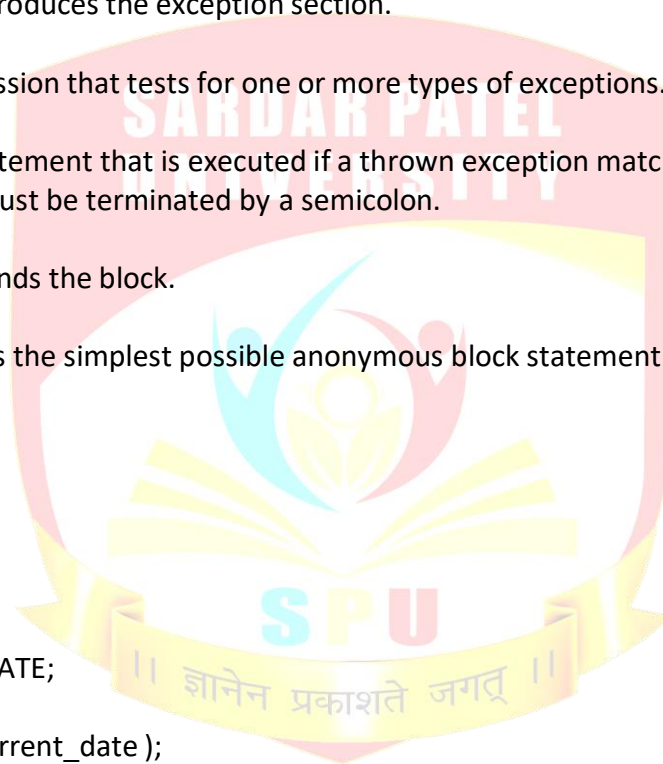 roduces the exception section.
ssion that tests for one or more types of exceptions.
SARDAR PATEL
tement that is executed if a thrown exception matc
UNIVERSITY
ust be terminated by a semicolon.
nds the block.
s the simplest possible anonymous block statement
SPU
ATE;
।। ज्ञानेन प्रकाशते जगत् ।।
rrent_date );